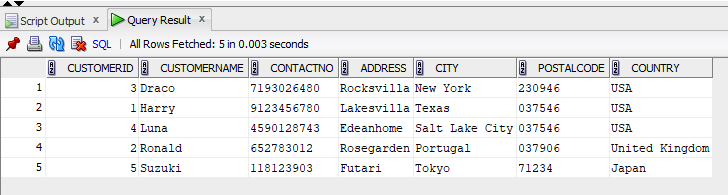 Script Output x Query Result x
SQL | All Rows Fetched: 5 in 0.003 seconds
CUSTOMERID CUSTOMERNAME CONTACTNO ADDRESS CITY POSTALCODE COUNTRY
1 3 Draco 7193026480 Rocksvilla New York 230946 USA
2 1 Harry 9123456780 Lakesvilla Texas 037546 USA
3 4 Luna 4590128743 Edeanhome Salt Lake City 037546 USA
4 2 Ronald 652783012 Rosegarden Portugal 037906 United Kingdom
5 5 Suzuki 118123903 Futari Tokyo 71234 Japan